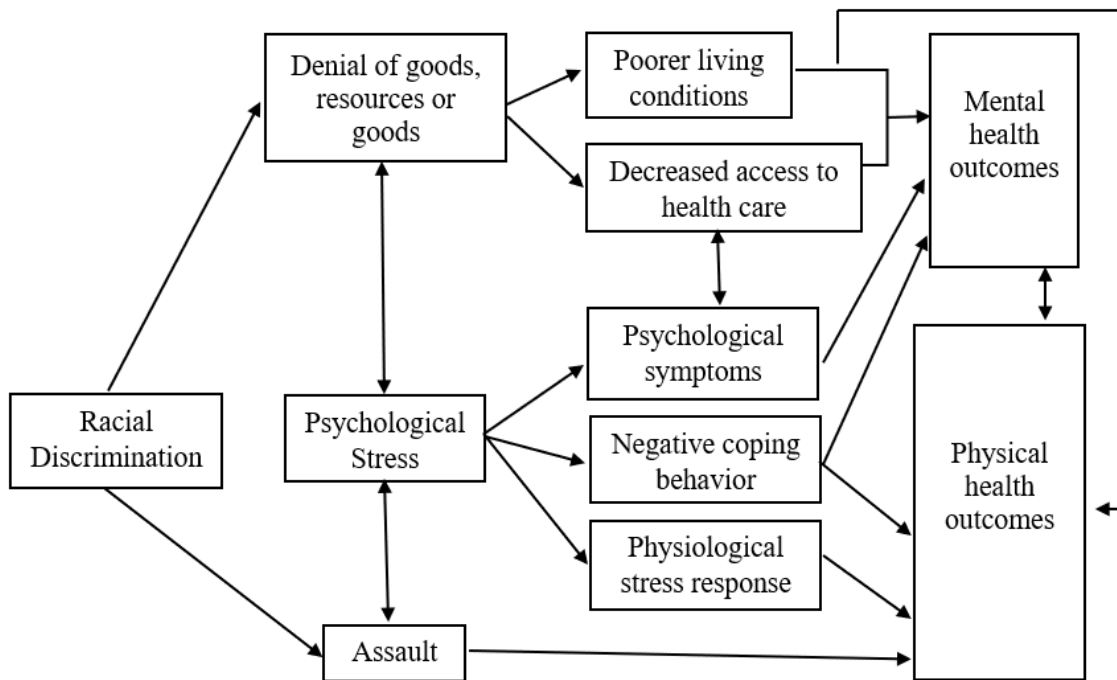 Denial of goods,
resources or
goods
Poorer living
conditions
Mental
health
outcomes
Decreased access to
health care
Racial
Discrimination
Psychological
Stress
Psychological
symptoms
Negative coping
behavior
Physiological
stress response
Physical
health
outcomes
Assault